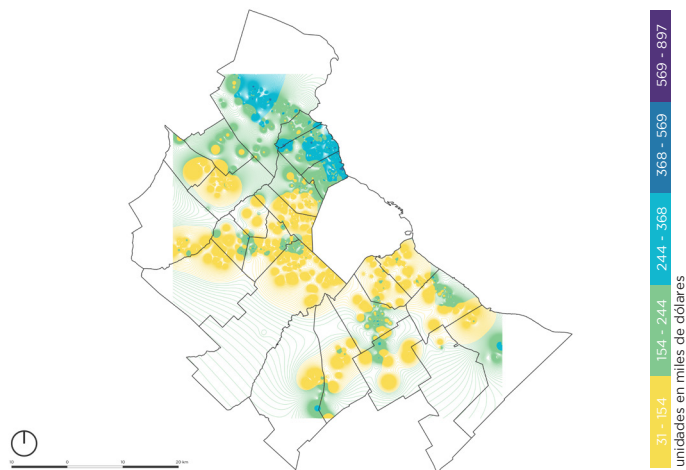 569 - 897
368 - 569
244 - 368
154 - 244
31 - 154
unidades en miles de dólares
10 0 10 20 km